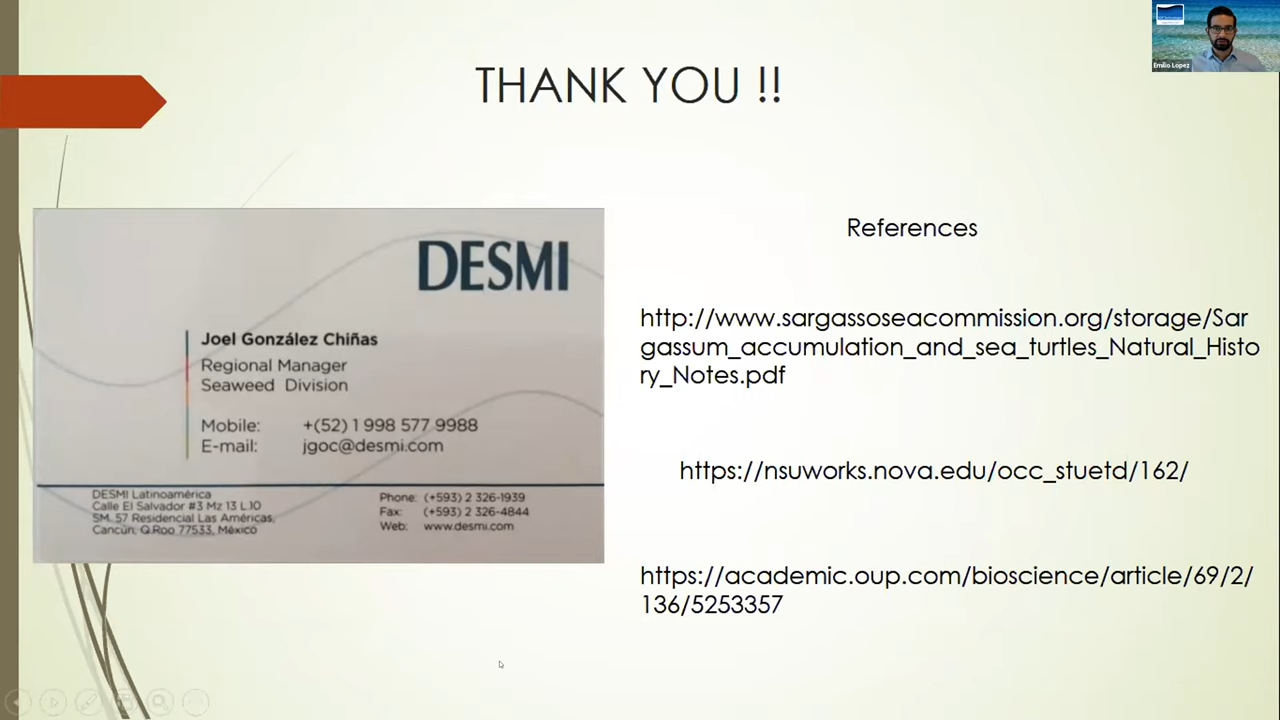 THANK YOU !!
Emilio Lopez
DESMI
Joel González Chiñas
Regional Manager
Seaweed Division
Mobile: +(52) 1 998 577 9988
E-mail: jgoc@desmi.com
DESMI Latinoamérica
Calle El Salvador #3 Mz 13 L.10
SM. 57 Residencial Las Américas,
Cancún, Q.Roo 77533, México
Phone: (+593) 2 326-1939
Fax: (+593) 2 326-4844
Web: www.desmi.com
References
http://www.sargassoseacommission.org/storage/Sar
gassum_accumulation_and_sea_turtles_Natural_Histo
ry_Notes.pdf
https://nsuworks.nova.edu/occ_stuetd/162/
https://academic.oup.com/bioscience/article/69/2/
136/5253357